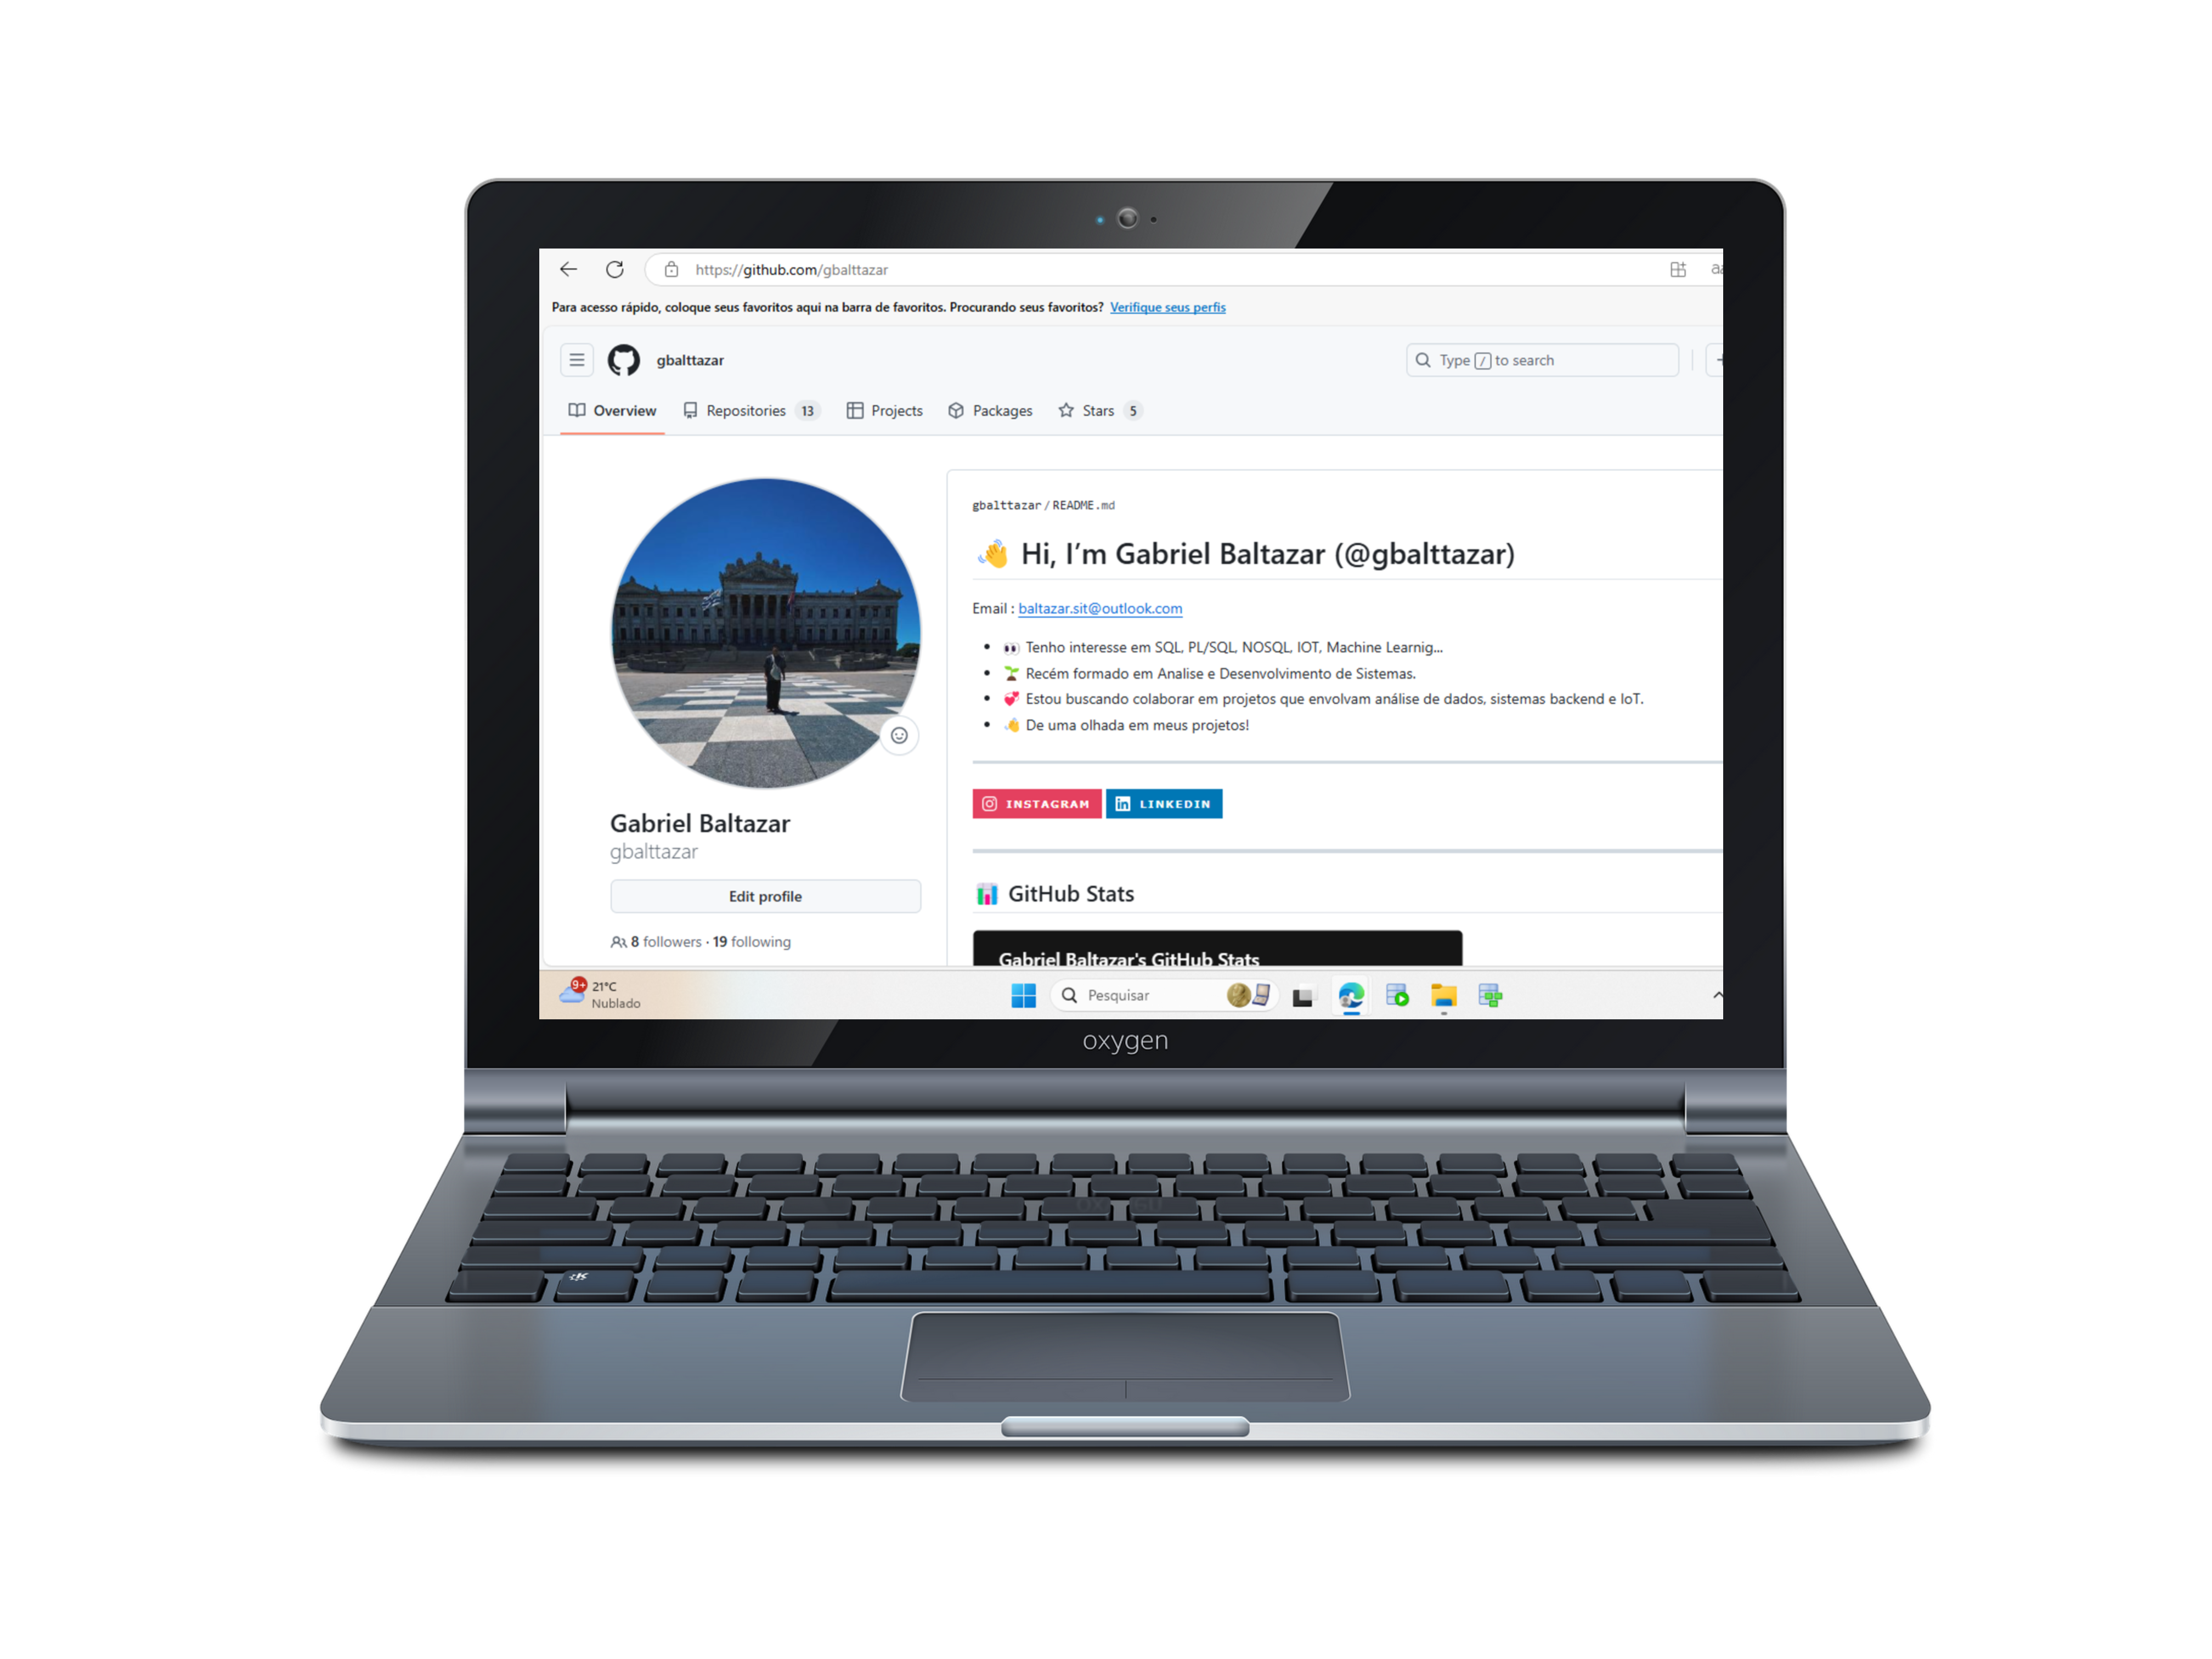 https://github.com/gbalttazar
Para acesso rápido, coloque seus favoritos aqui na barra de favoritos. Procurando seus favoritos? Verifique seus perfis
gbalttazar
Type / to search
Overview Repositories 13 Projects Packages Stars 5
gbalttazar / README.md
👋 Hi, I’m Gabriel Baltazar (@gbalttazar)
Email : baltazar.sit@outlook.com
👀 Tenho interesse em SQL, PL/SQL, NOSQL, IOT, Machine Learnig...
🌱 Recém formado em Analise e Desenvolvimento de Sistemas.
💞️ Estou buscando colaborar em projetos que envolvam análise de dados, sistemas backend e IoT.
👋 De uma olhada em meus projetos!
INSTAGRAM LINKEDIN
📊 GitHub Stats
Gabriel Baltazar's GitHub Stats
Gabriel Baltazar
gbalttazar
Edit profile
8 followers · 19 following
9+ 21°C
Nublado
Pesquisar
oxygen